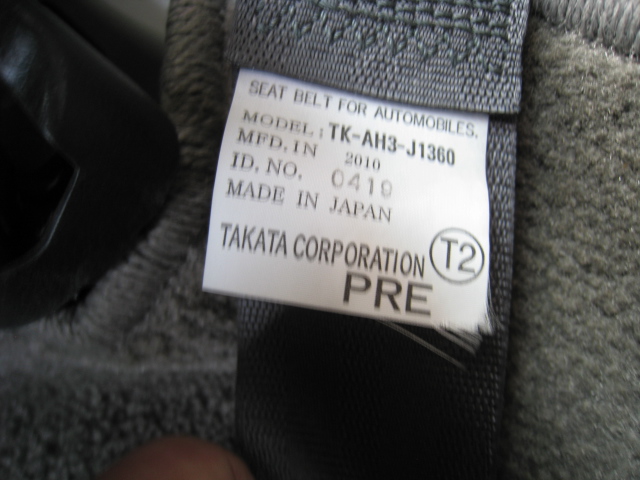 SEAT BELT FOR AUTOMOBILES.
MODEL: TK-AH3-J1360
MFD. IN 2010
ID. NO. 0419
MADE IN JAPAN
TAKATA CORPORATION T2
PRE